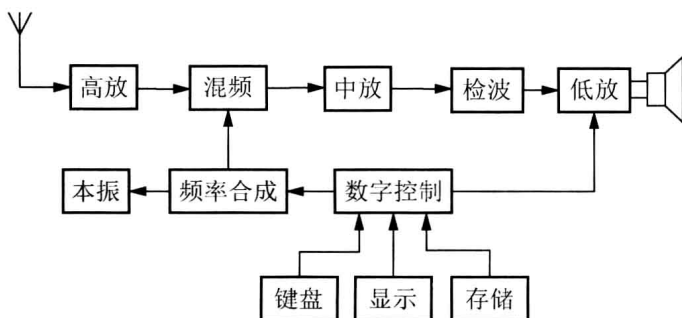 高放
混频
中放
检波
低放
本振
频率合成
数字控制
键盘
显示
存储